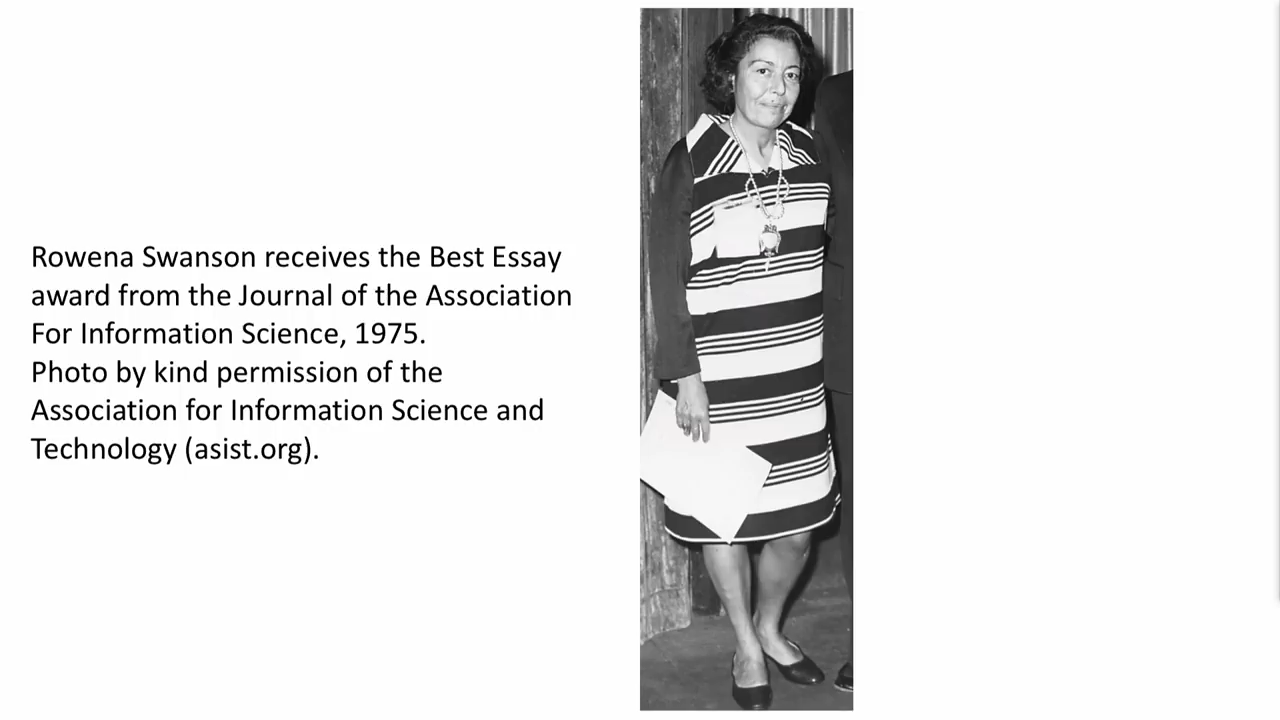 Rowena Swanson receives the Best Essay
award from the Journal of the Association
For Information Science, 1975.
Photo by kind permission of the
Association for Information Science and
Technology (asist.org).